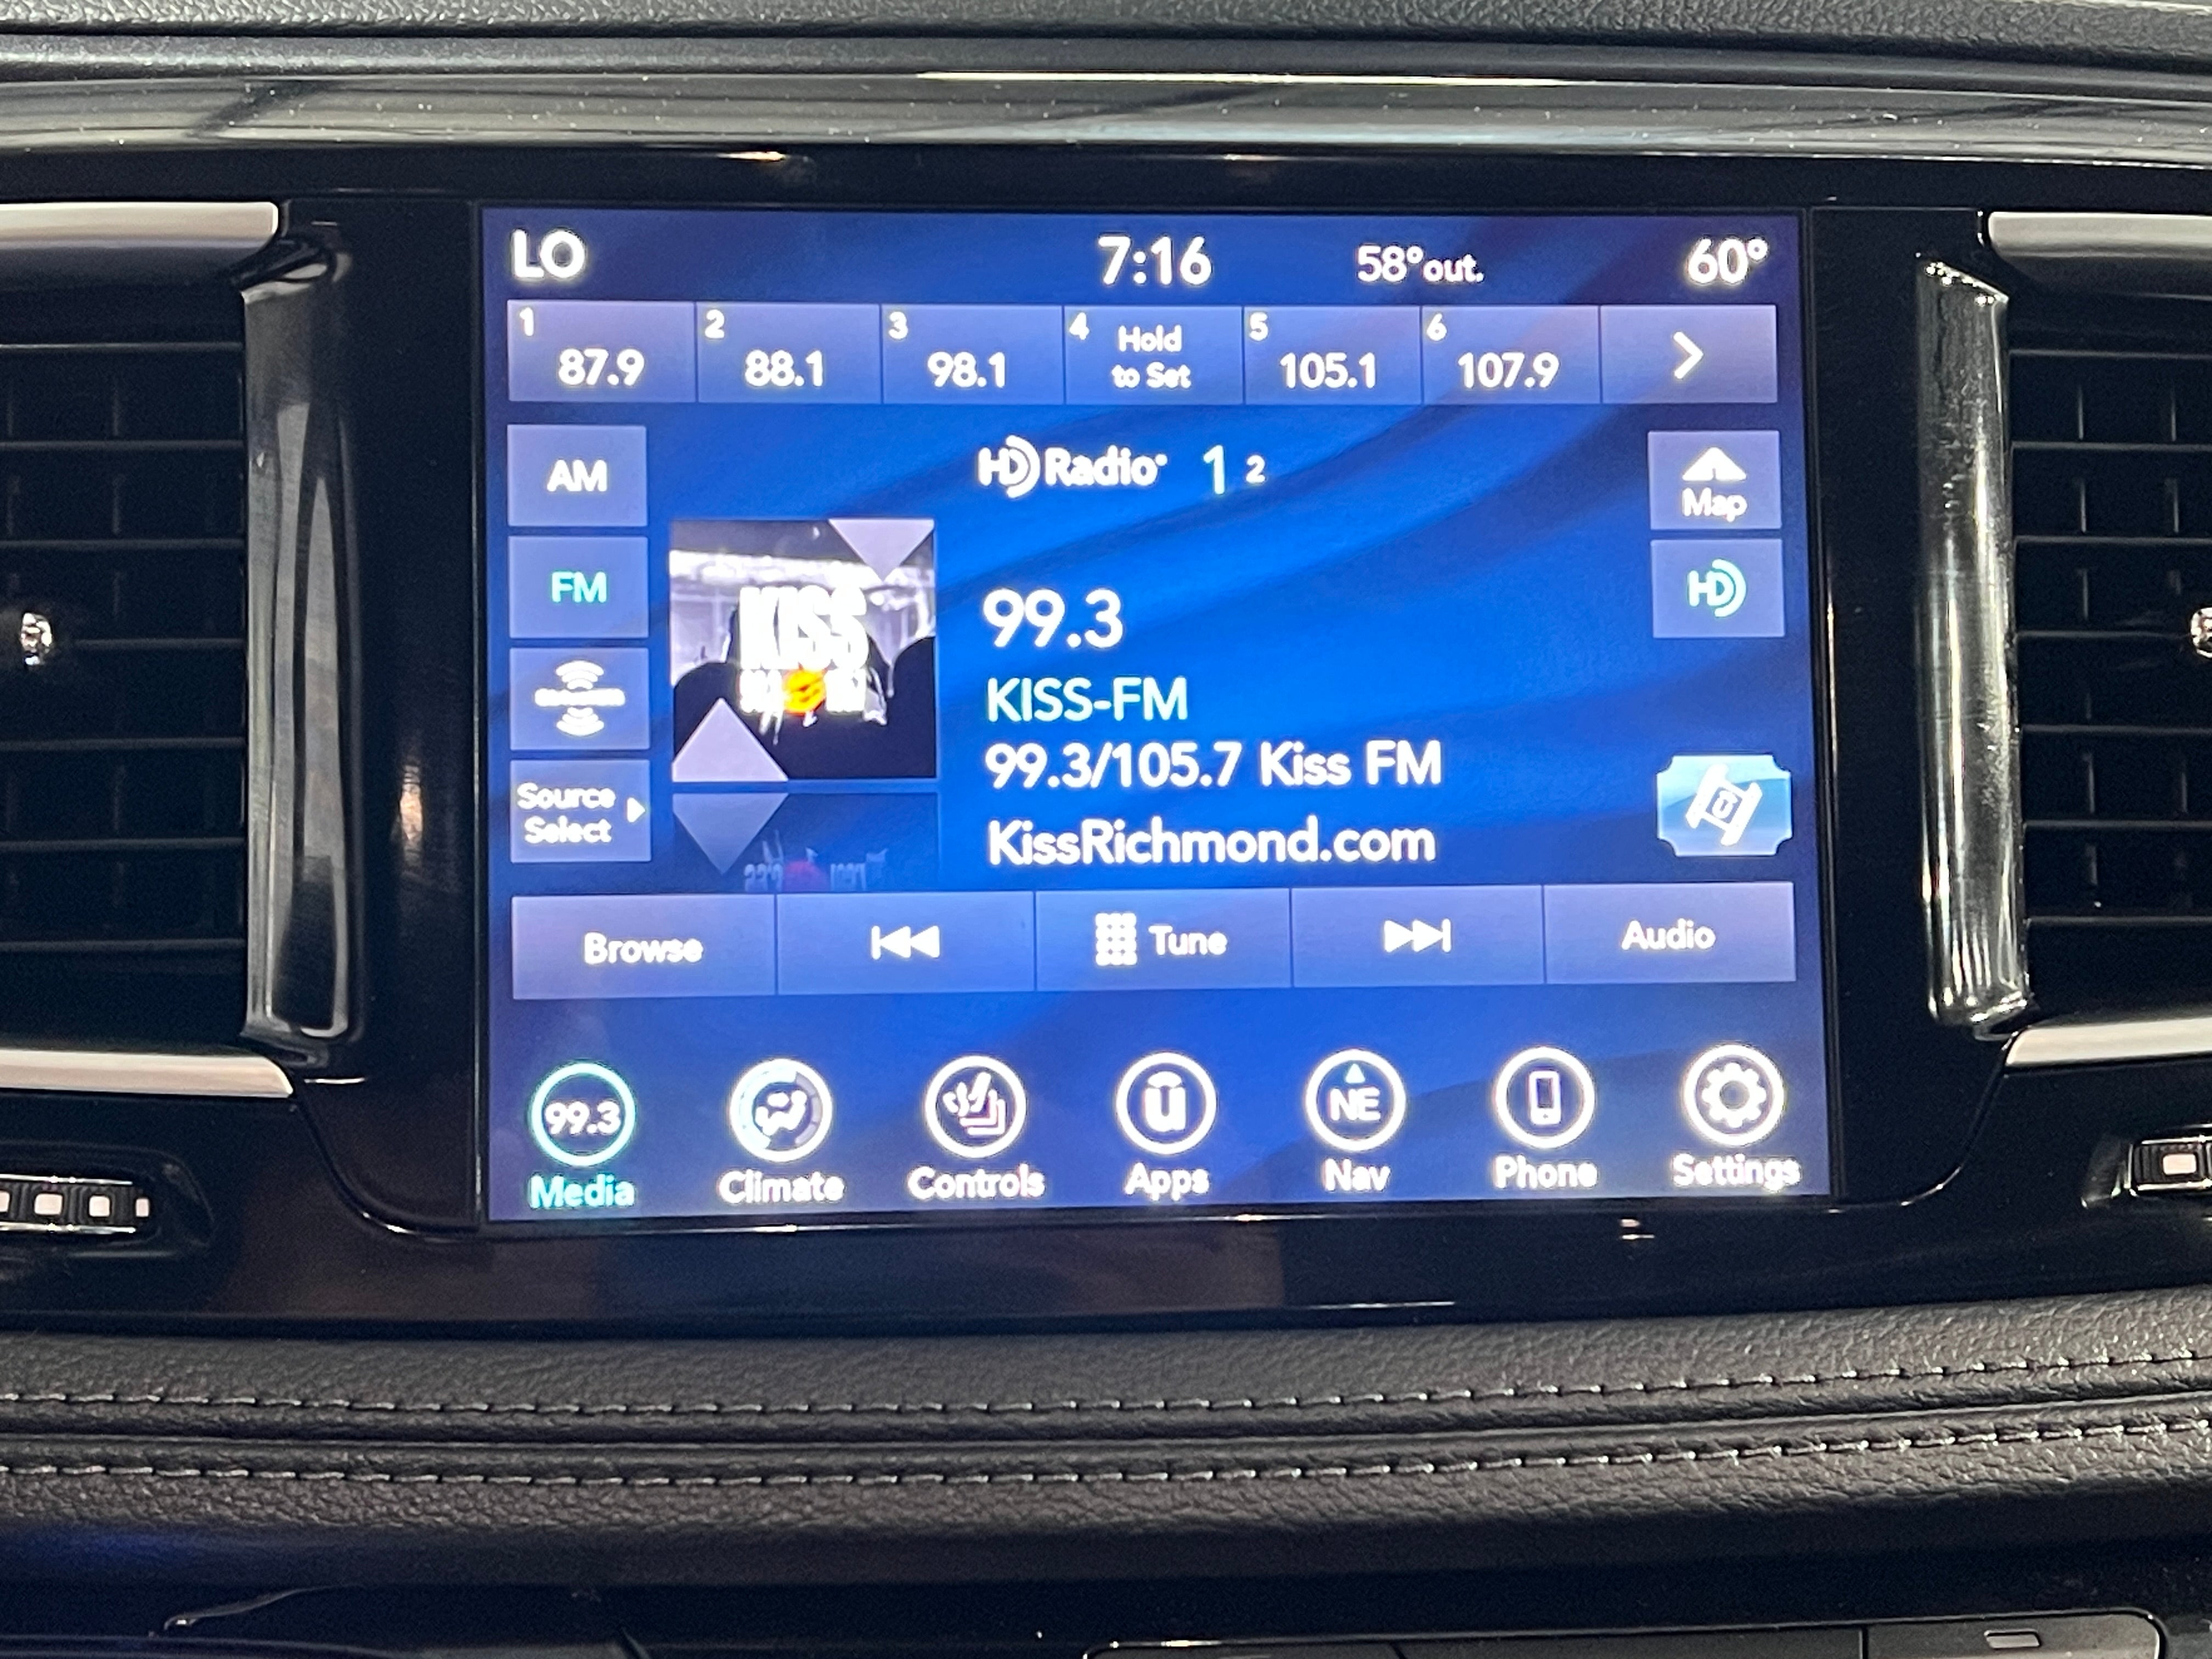 LO 7:16 58°out. 60°
1 87.9 2 88.1 3 98.1 4 Hold to Set 5 105.1 6 107.9
HD Radio 1 2
AM
FM
Source
Select
KISS
Map
HD
99.3
KISS-FM
99.3/105.7 Kiss FM
KissRichmond.com
Browse Tune Audio
99.3 NE
Media Climate Controls Apps Nav Phone Settings